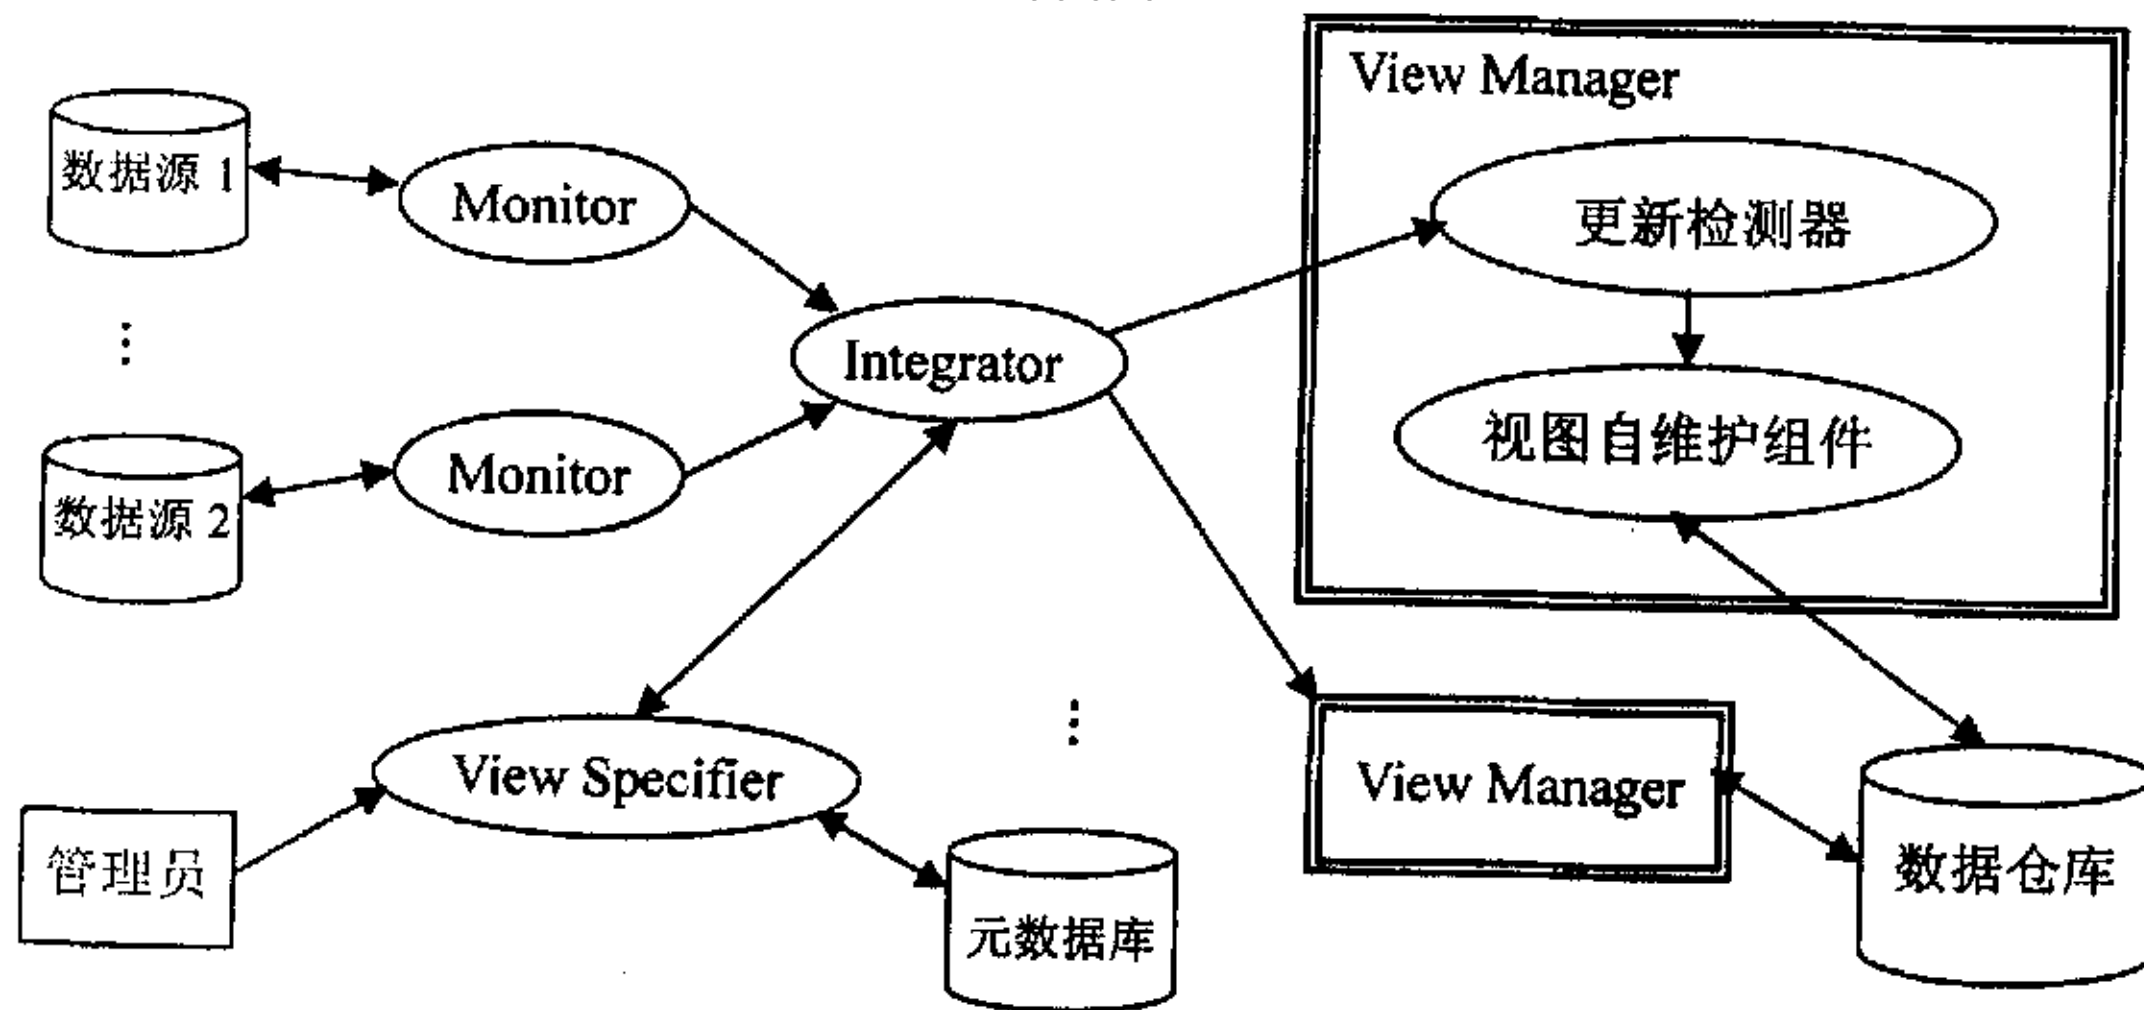 View Manager
数据源 1
Monitor
更新检测器
Integrator
视图自维护组件
数据源 2
Monitor
View Specifier
View Manager
管理员
元数据库
数据仓库